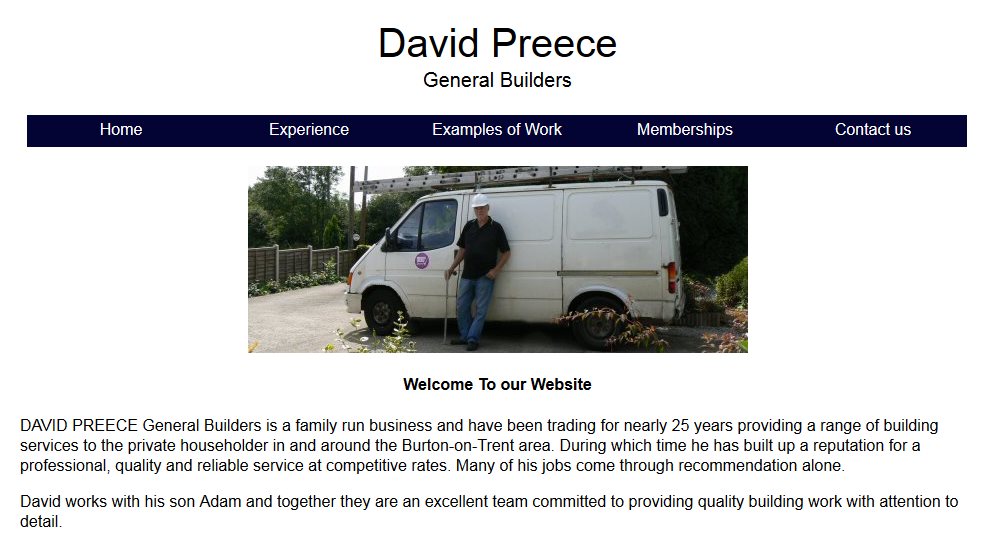 David Preece
General Builders
Home Experience Examples of Work Memberships Contact us
Welcome To our Website
DAVID PREECE General Builders is a family run business and have been trading for nearly 25 years providing a range of building
services to the private householder in and around the Burton-on-Trent area. During which time he has built up a reputation for a
professional, quality and reliable service at competitive rates. Many of his jobs come through recommendation alone.
David works with his son Adam and together they are an excellent team committed to providing quality building work with attention to
detail.